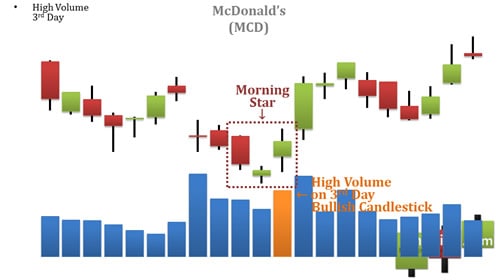 • High Volume
3rd Day
McDonald's
(MCD)
Morning
Star
↓
← High Volume
on 3rd Day
Bullish Candlestick